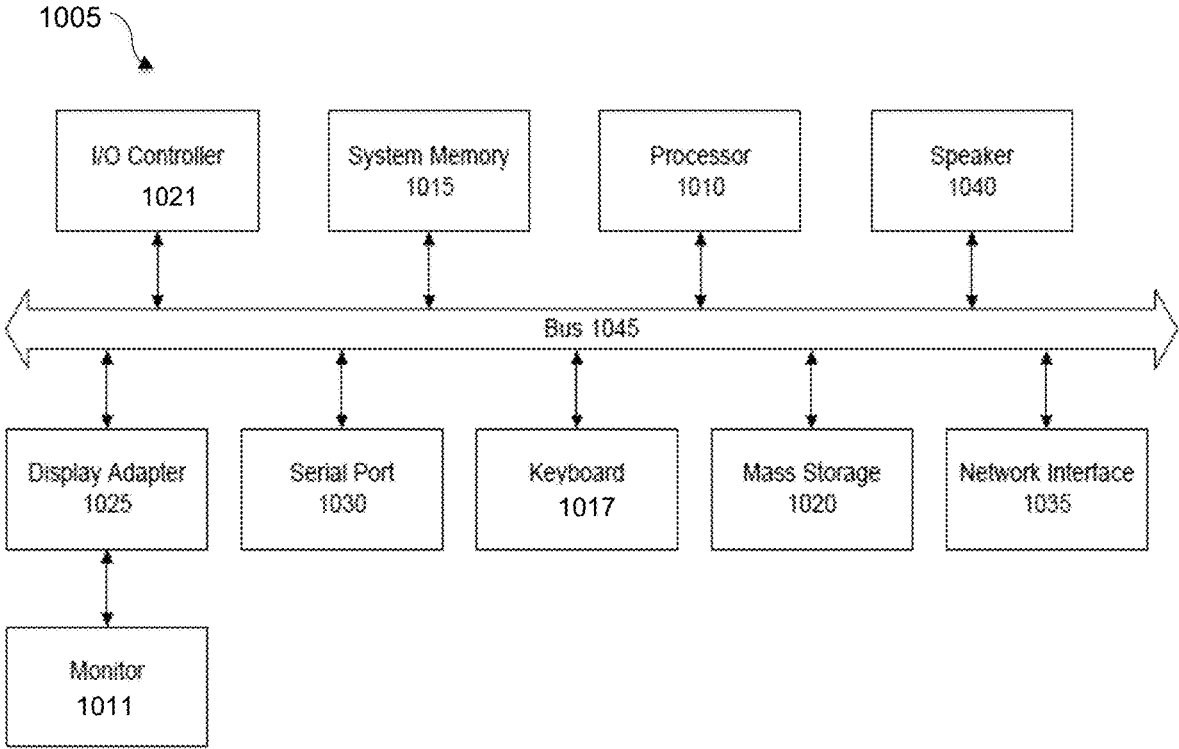 1005
I/O Controller
1021
System Memory
1015
Processor
1010
Speaker
1040
Bus 1045
Display Adapter
1025
Serial Port
1030
Keyboard
1017
Mass Storage
1020
Network Interface
1035
Monitor
1011